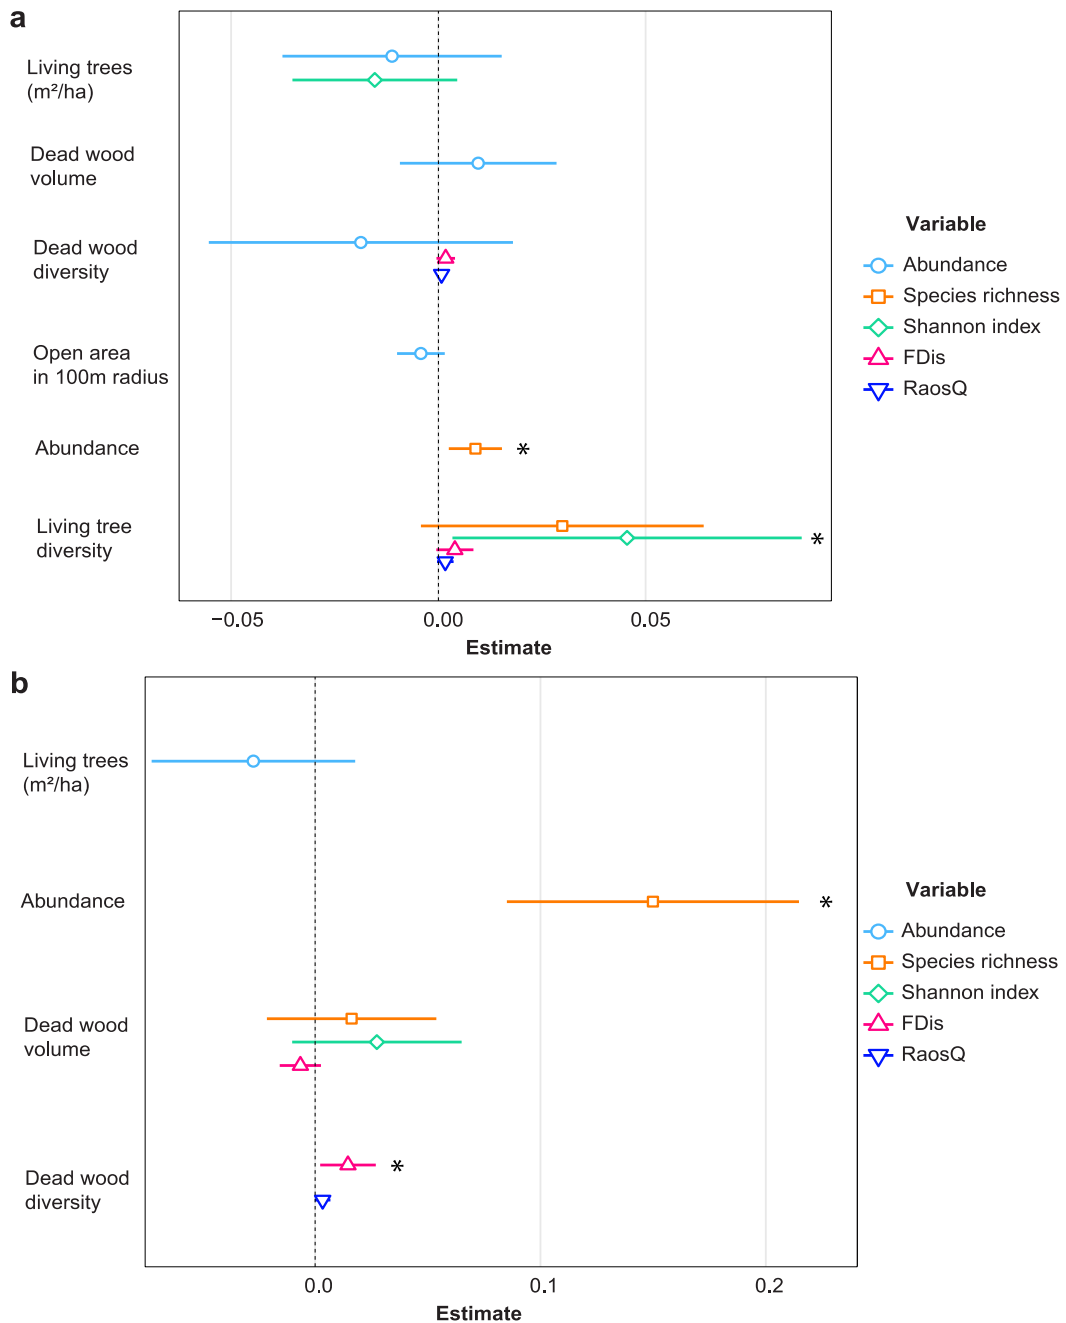 a
Living trees
(m²/ha)
Dead wood
volume
Dead wood
diversity
Open area
in 100m radius
Abundance
*
Living tree
diversity
*
−0.05
0.00
0.05
Estimate
Variable
Abundance
Species richness
Shannon index
FDis
RaosQ
b
Living trees
(m²/ha)
Abundance
*
Dead wood
volume
Dead wood
diversity
*
0.0
0.1
0.2
Estimate
Variable
Abundance
Species richness
Shannon index
FDis
RaosQ